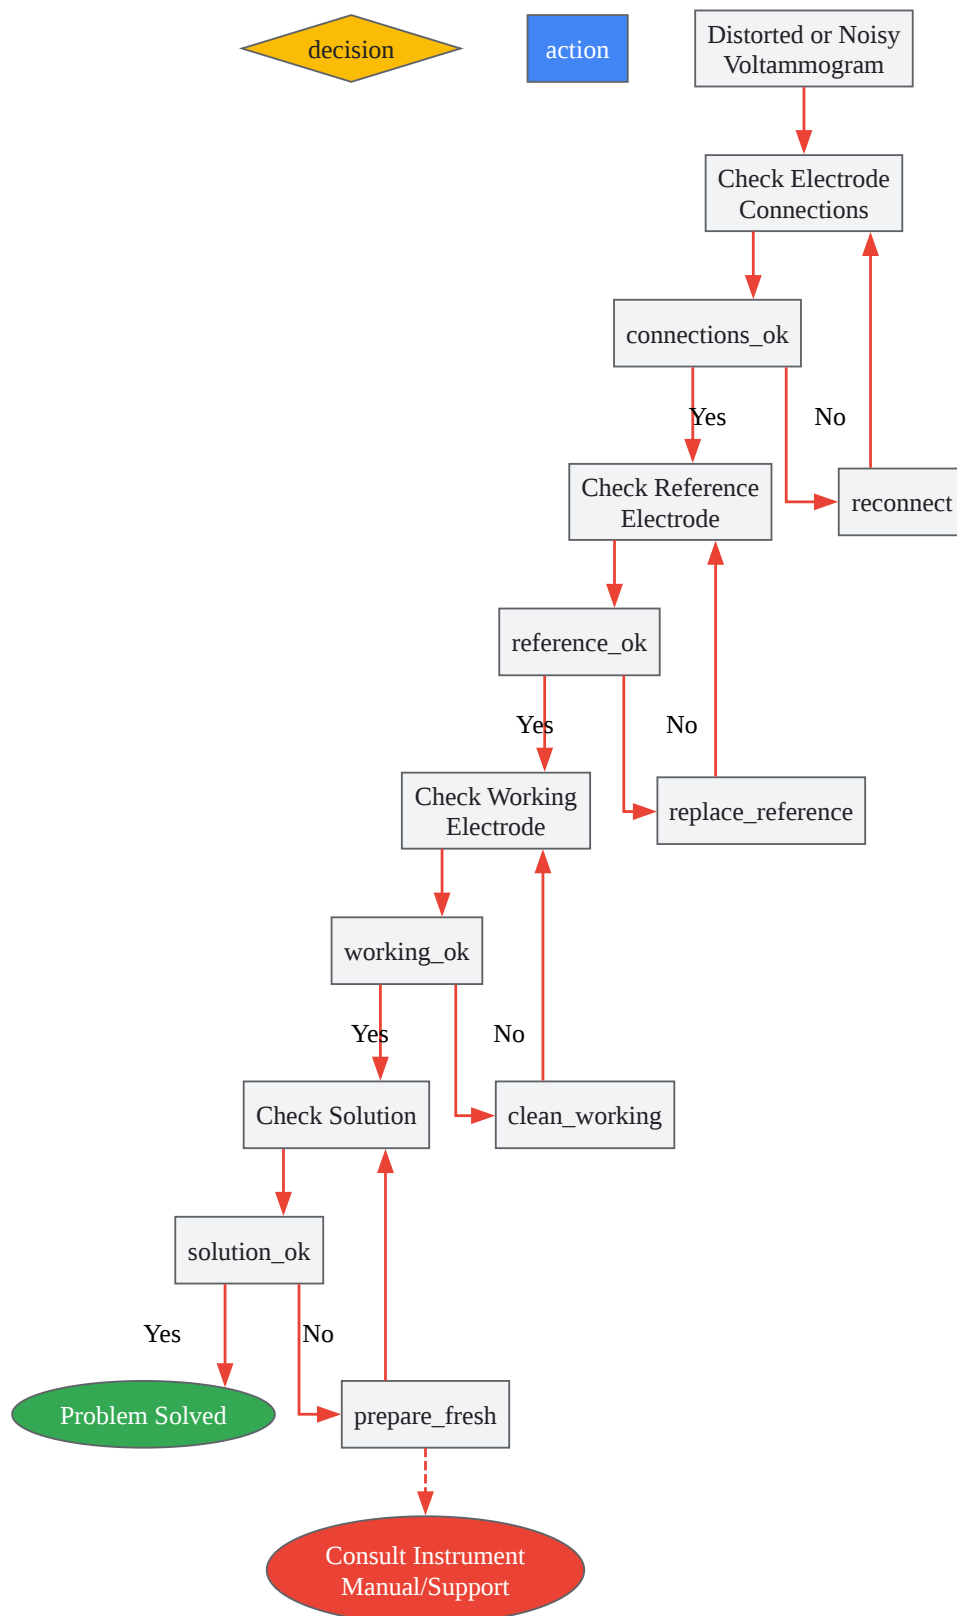 decision
action
Distorted or Noisy
Voltammogram
Check Electrode
Connections
connections_ok
Yes
No
Check Reference
Electrode
reconnect
reference_ok
Yes
No
Check Working
Electrode
replace_reference
working_ok
Yes
No
Check Solution
clean_working
solution_ok
Yes
No
Problem Solved
prepare_fresh
Consult Instrument
Manual/Support